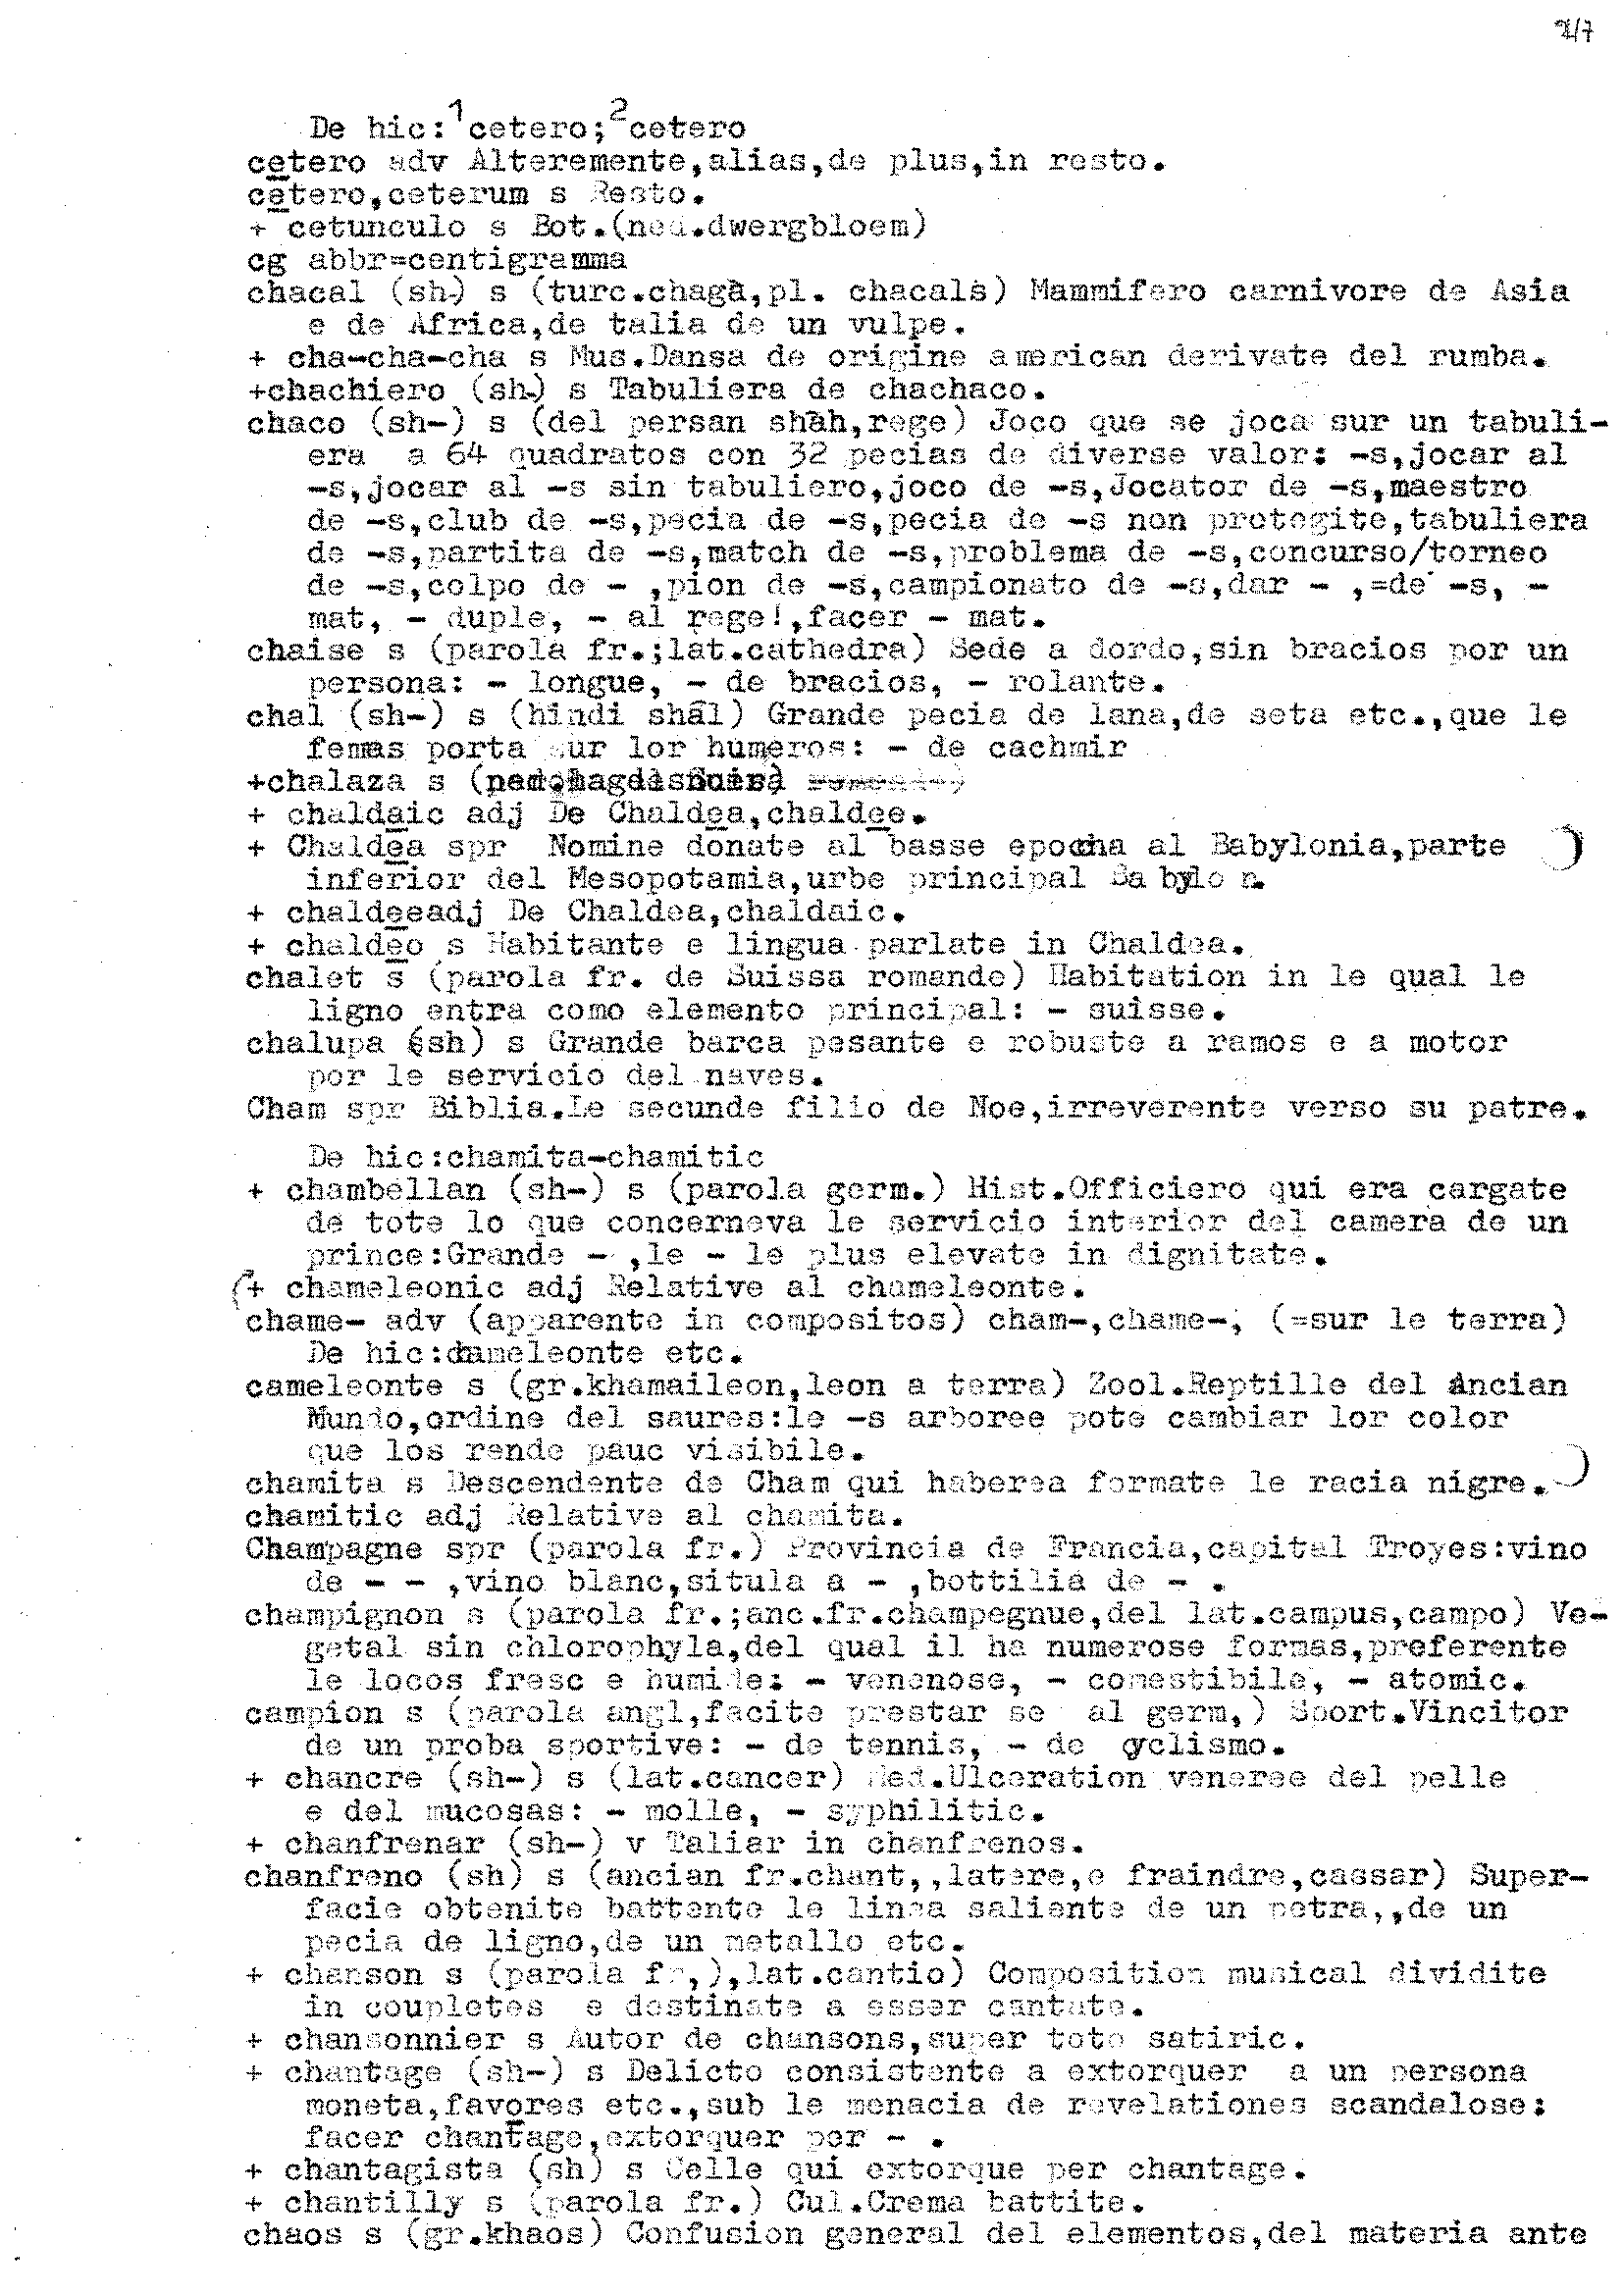 217
De hic:¹cetero;²cetero
cetero adv Alteremente,alias,de plus,in resto.
cetero,ceterum s Resto.
+ cetunculo s Bot.(ned.dwergbloem)
cg abbr=centigramma
chacal (sh-) s (turc.chagã,pl. chacals) Mammifero carnivore de Asia
e de Africa,de talia de un vulpe.
+ cha-cha-cha s Mus.Dansa de origine american derivate del rumba.
+chachiero (sh-) s Tabuliera de chachaco.
chaco (sh-) s (del persan shāh,rege) Joco que se joca sur un tabuli-
era a 64 quadratos con 32 pecias de diverse valor: -s,jocar al
-s,jocar al -s sin tabuliero,joco de -s,Jocator de -s,maestro
de -s,club de -s,pecia de -s,pecia de -s non protegite,tabuliera
de -s,partita de -s,match de -s,problema de -s,concurso/torneo
de -s,colpo de - ,pion de -s,campionato de -s,dar - ,=de -s, -
mat, - duple, - al rege!,facer - mat.
chaise s (parola fr.;lat.cathedra) Sede a dordo,sin bracios por un
persona: - longue, - de bracios, - rolante.
chal (sh-) s (hindi shāl) Grande pecia de lana,de seta etc.,que le
femas porta sur lor humeros: - de cachmir
+chalaza s
+ chaldaic adj De Chaldea,chaldee.
+ Chaldea spr Nomine donate al basse epocha al Babylonia,parte
inferior del Mesopotamia,urbe principal Babylon.
+ chaldeeadj De Chaldea,chaldaic.
+ chaldeo s Habitante e lingua parlate in Chaldea.
chalet s (parola fr. de Suissa romande) Habitation in le qual le
ligno entra como elemento principal: - suisse.
chalupa (sh) s Grande barca pesante e robuste a ramos e a motor
por le servicio del naves.
Cham spr Biblia.Le secunde filio de Noe,irreverente verso su patre.
De hic:chamita-chamitic
+ chambellan (sh-) s (parola germ.) Hist.Officiero qui era cargate
de tote lo que concerneva le servicio interior del camera de un
prince:Grande - ,le - le plus elevate in dignitate.
+ chameleonic adj Relative al chameleonte.
chame- adv (apparente in compositos) cham-,chame-, (=sur le terra)
De hic:chameleonte etc.
cameleonte s (gr.khamaileon,leon a terra) Zool.Reptille del Ancian
Mundo,ordine del saures:le -s arboree pote cambiar lor color
que los rende pauc visibile.
chamita s Descendente de Cham qui haberea formate le racia nigre.
chamitic adj Relative al chamita.
Champagne spr (parola fr.) Provincia de Francia,capital Troyes:vino
de - - ,vino blanc,situla a - ,bottilia de - .
champignon s (parola fr.;anc.fr.champegnue,del lat.campus,campo) Ve-
getal sin chlorophyla,del qual il ha numerose formas,preferente
le locos fresc e humide: - venenose, - comestibile, - atomic.
campion s (parola angl,facite prestar se al germ,) Sport.Vincitor
de un proba sportive: - de tennis, - de cyclismo.
+ chancre (sh-) s (lat.cancer) Med.Ulceration veneree del pelle
e del mucosas: - molle, - syphilitic.
+ chanfrenar (sh-) v Taliar in chanfrenos.
chanfreno (sh) s (ancian fr.chant,,latere,e fraindre,cassar) Super-
facie obtenite battente le linea saliente de un petra,,de un
pecia de ligno,de un metallo etc.
+ chanson s (parola fr,),lat.cantio) Composition musical dividite
in coupletes e destinate a esser cantate.
+ chansonnier s Autor de chansons,super toto satiric.
+ chantage (sh-) s Delicto consistente a extorquer a un persona
moneta,favores etc.,sub le menacia de revelationes scandalose:
facer chantage,extorquer per - .
+ chantagista (sh) s Celle qui extorque per chantage.
+ chantilly s (parola fr.) Cul.Crema battite.
chaos s (gr.khaos) Confusion general del elementos,del materia ante